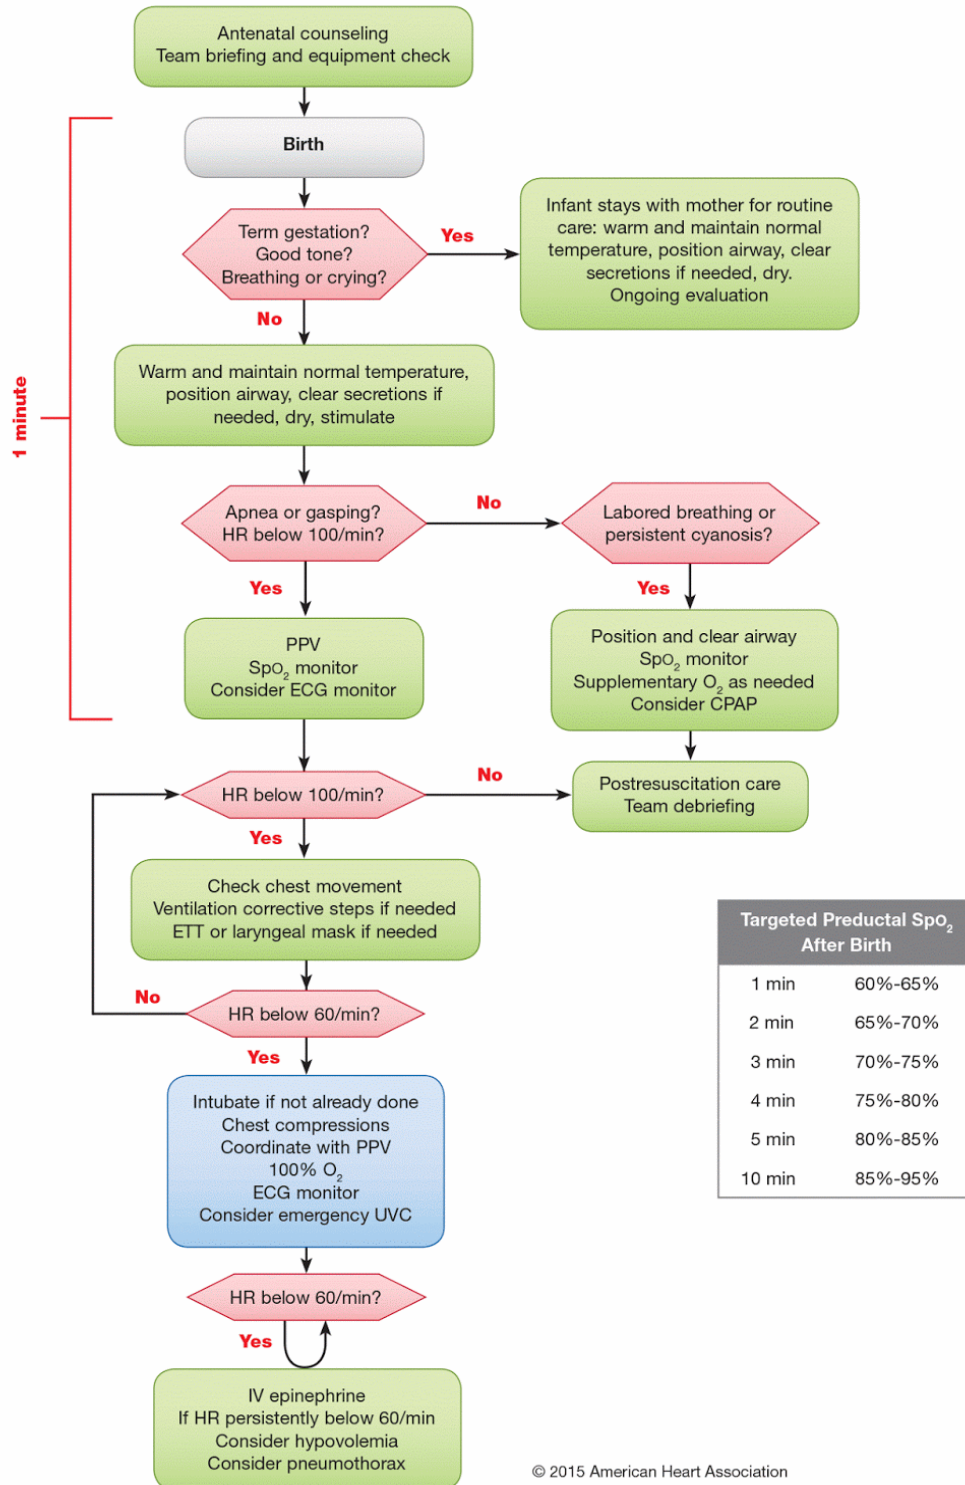 Antenatal counseling
Team briefing and equipment check
Birth
Term gestation?
Good tone?
Breathing or crying?
Yes
Infant stays with mother for routine
care: warm and maintain normal
temperature, position airway, clear
secretions if needed, dry.
Ongoing evaluation
No
1 minute
Warm and maintain normal temperature,
position airway, clear secretions if
needed, dry, stimulate
Apnea or gasping?
HR below 100/min?
No
Labored breathing or
persistent cyanosis?
Yes
Yes
PPV
SpO₂ monitor
Consider ECG monitor
Position and clear airway
SpO₂ monitor
Supplementary O₂ as needed
Consider CPAP
HR below 100/min?
No
Postresuscitation care
Team debriefing
Yes
Check chest movement
Ventilation corrective steps if needed
ETT or laryngeal mask if needed
No
HR below 60/min?
Yes
Intubate if not already done
Chest compressions
Coordinate with PPV
100% O₂
ECG monitor
Consider emergency UVC
HR below 60/min?
Yes
IV epinephrine
If HR persistently below 60/min
Consider hypovolemia
Consider pneumothorax
Targeted Preductal SpO₂
After Birth
1 min 60%-65%
2 min 65%-70%
3 min 70%-75%
4 min 75%-80%
5 min 80%-85%
10 min 85%-95%
© 2015 American Heart Association